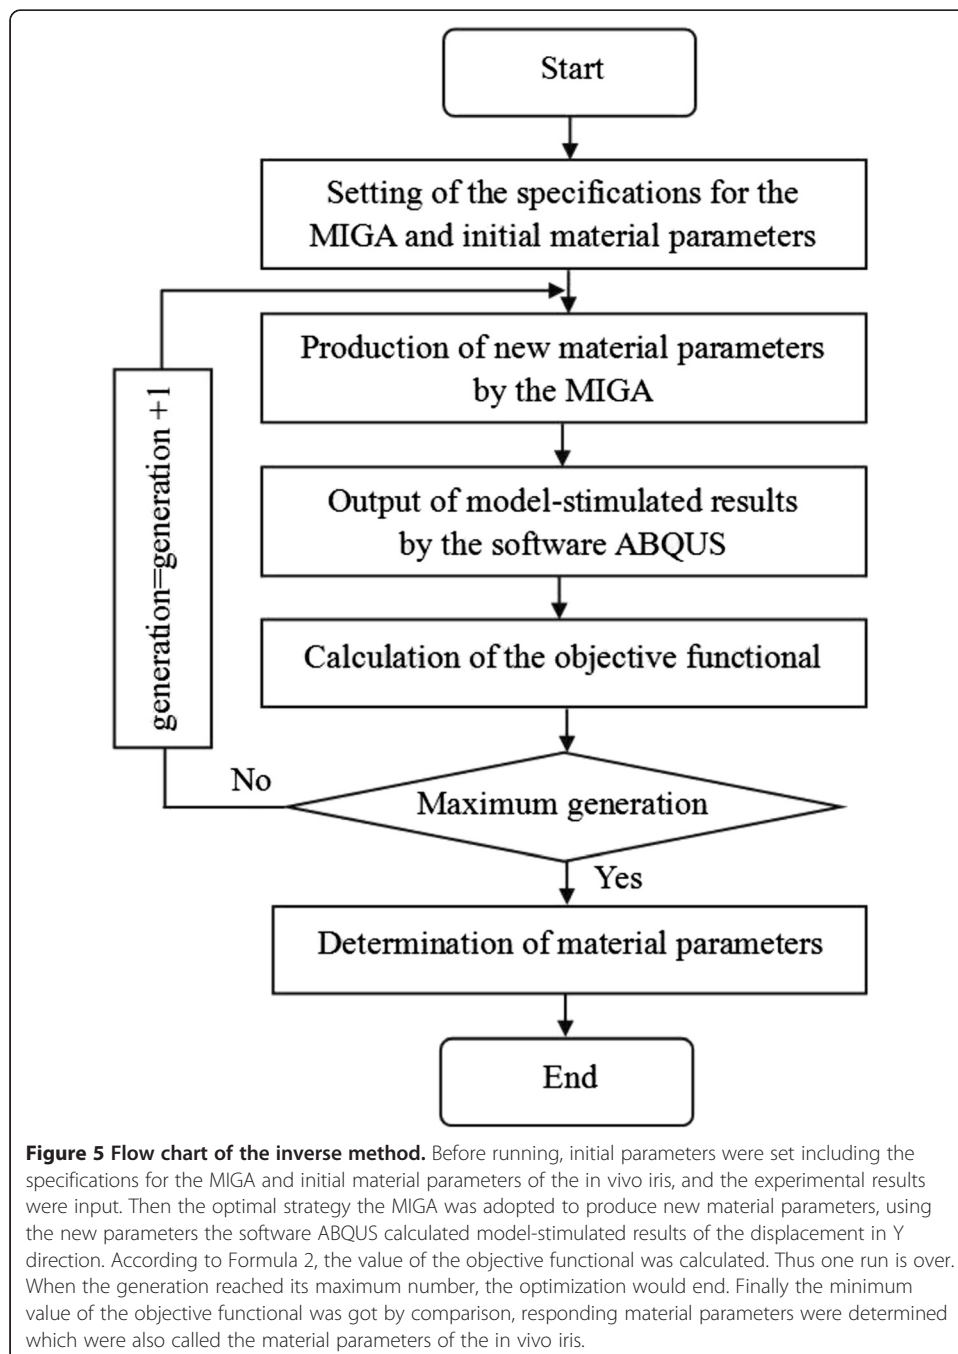 Start
Setting of the specifications for the
MIGA and initial material parameters
Production of new material parameters
by the MIGA
generation=generation +1
Output of model-stimulated results
by the software ABQUS
Calculation of the objective functional
No
Maximum generation
Yes
Determination of material parameters
End
Figure 5 Flow chart of the inverse method. Before running, initial parameters were set including the
specifications for the MIGA and initial material parameters of the in vivo iris, and the experimental results
were input. Then the optimal strategy the MIGA was adopted to produce new material parameters, using
the new parameters the software ABQUS calculated model-stimulated results of the displacement in Y
direction. According to Formula 2, the value of the objective functional was calculated. Thus one run is over.
When the generation reached its maximum number, the optimization would end. Finally the minimum
value of the objective functional was got by comparison, responding material parameters were determined
which were also called the material parameters of the in vivo iris.